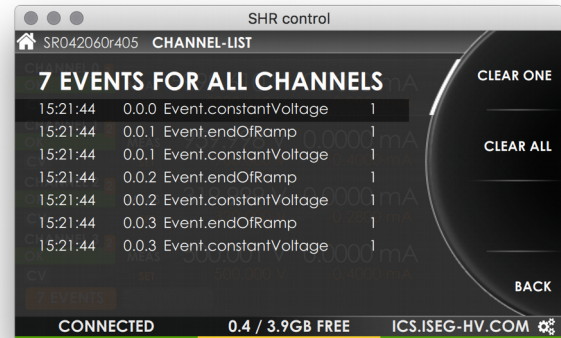 SHR control
SR042060r405 CHANNEL-LIST
7 EVENTS FOR ALL CHANNELS
15:21:44 0.0.0 Event.constantVoltage 1
15:21:44 0.0.1 Event.endOfRamp 1
15:21:44 0.0.1 Event.constantVoltage 1
15:21:44 0.0.2 Event.endOfRamp 1
15:21:44 0.0.2 Event.constantVoltage 1
15:21:44 0.0.3 Event.endOfRamp 1
15:21:44 0.0.3 Event.constantVoltage 1
7 EVENTS
CLEAR ONE
CLEAR ALL
BACK
CONNECTED 0.4 / 3.9GB FREE ICS.ISEG-HV.COM